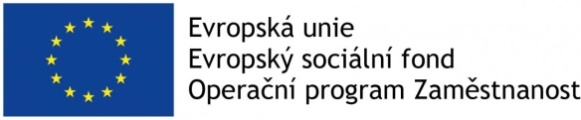 Evropská unie
Evropský sociální fond
Operační program Zaměstnanost